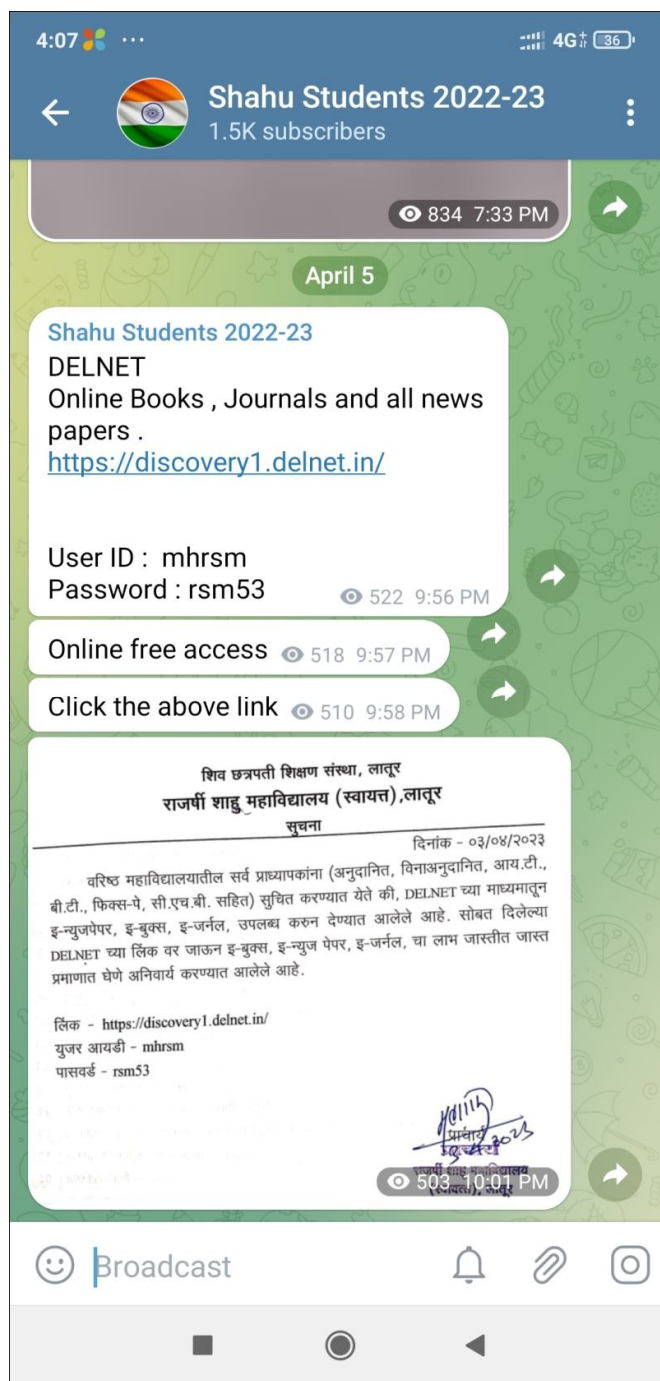 4:07 ... 4G 36
Shahu Students 2022-23
1.5K subscribers
834 7:33 PM
April 5
Shahu Students 2022-23
DELNET
Online Books , Journals and all news
papers .
https://discovery1.delnet.in/
User ID : mhrsm
Password : rsm53
522 9:56 PM
Online free access 518 9:57 PM
Click the above link 510 9:58 PM
शिव छत्रपती शिक्षण संस्था, लातूर
राजर्षी शाहु महाविद्यालय (स्वायत्त),लातूर
सुचना
दिनांक - ०३/०४/२०२३
वरिष्ठ महाविद्यालयातील सर्व प्राध्यापकांना (अनुदानित, विनाअनुदानित, आय.टी.,
बी.टी., फिक्स-पे, सी.एच.बी. सहित) सुचित करण्यात येते की, DELNET च्या माध्यमातून
इ-न्युजपेपर, इ-बुक्स, इ-जर्नल, उपलब्ध करुन देण्यात आलेले आहे. सोबत दिलेल्या
DELNET च्या लिंक वर जाऊन इ-बुक्स, इ-न्युज पेपर, इ-जर्नल, चा लाभ जास्तीत जास्त
प्रमाणात घेणे अनिवार्य करण्यात आलेले आहे.
लिंक - https://discovery1.delnet.in/
युजर आयडी - mhrsm
पासवर्ड - rsm53
प्राचार्य
राजर्षी शाहु महाविद्यालय
503 10:01 PM
(स्वायत्त), लातूर
Broadcast